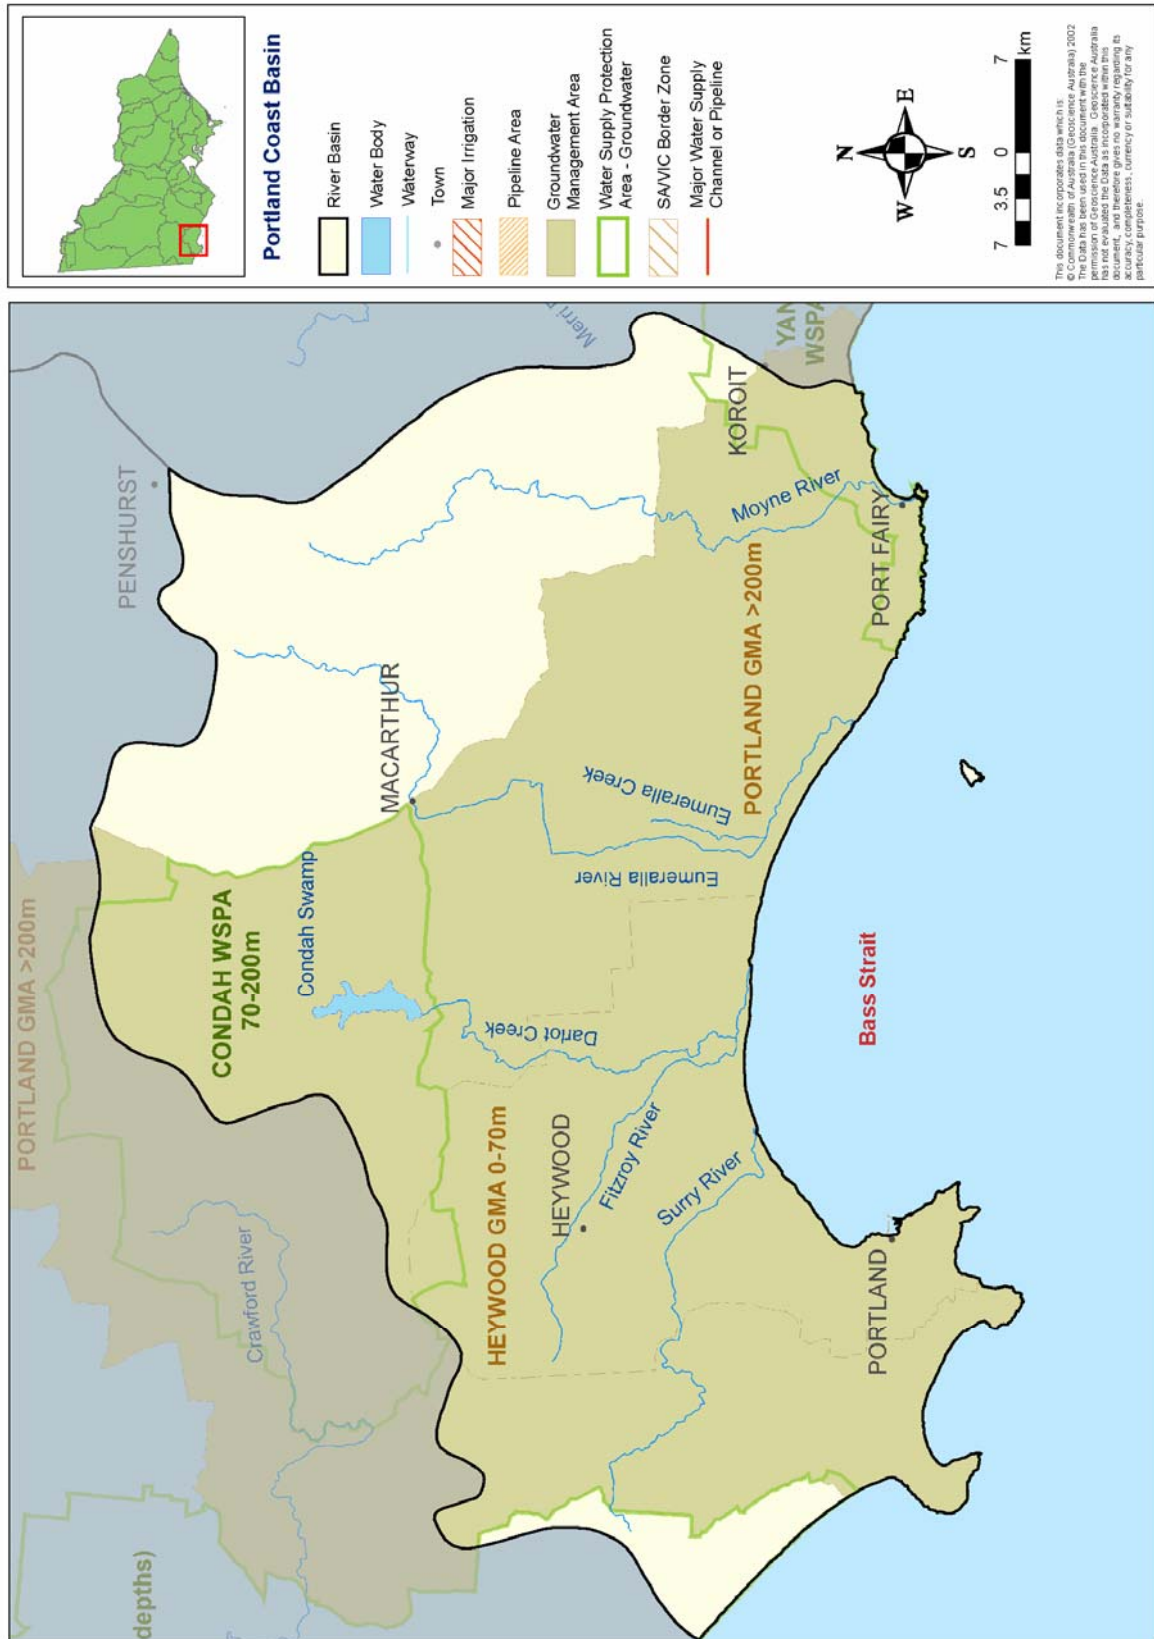 PORTLAND GMA >200m
PENSHURST
Merri
depths)
Crawford River
CONDAH WSPA
70-200m
Condah Swamp
MACARTHUR
HEYWOOD GMA 0-70m
HEYWOOD
Fitzroy River
Surry River
Darlot Creek
Eumeralla River
Eumeralla Creek
PORTLAND GMA >200m
Moyne River
KOROIT
YAN
WSPA
PORT FAIRY
PORTLAND
Bass Strait
Portland Coast Basin
River Basin
Water Body
Waterway
Town
Major Irrigation
Pipeline Area
Groundwater
Management Area
Water Supply Protection
Area - Groundwater
SA/VIC Border Zone
Major Water Supply
Channel or Pipeline
N
W
E
S
7 3.5 0 7
km
This document incorporates data which is:
© Commonwealth of Australia (Geoscience Australia) 2002
The Data has been used in this document with the
permission of Geoscience Australia. Geoscience Australia
has not evaluated the Data as incorporated within this
document, and therefore gives no warranty regarding its
accuracy, completeness, currency or suitability for any
particular purpose.